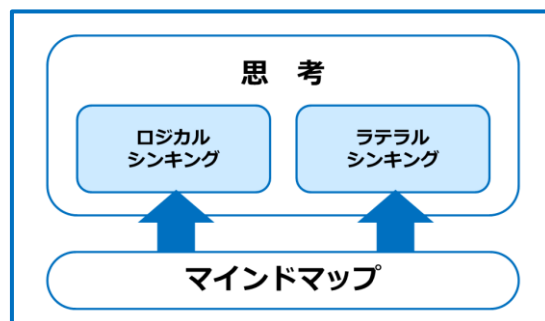 思 考
ロジカル
シンキング
ラテラル
シンキング
マインドマップ